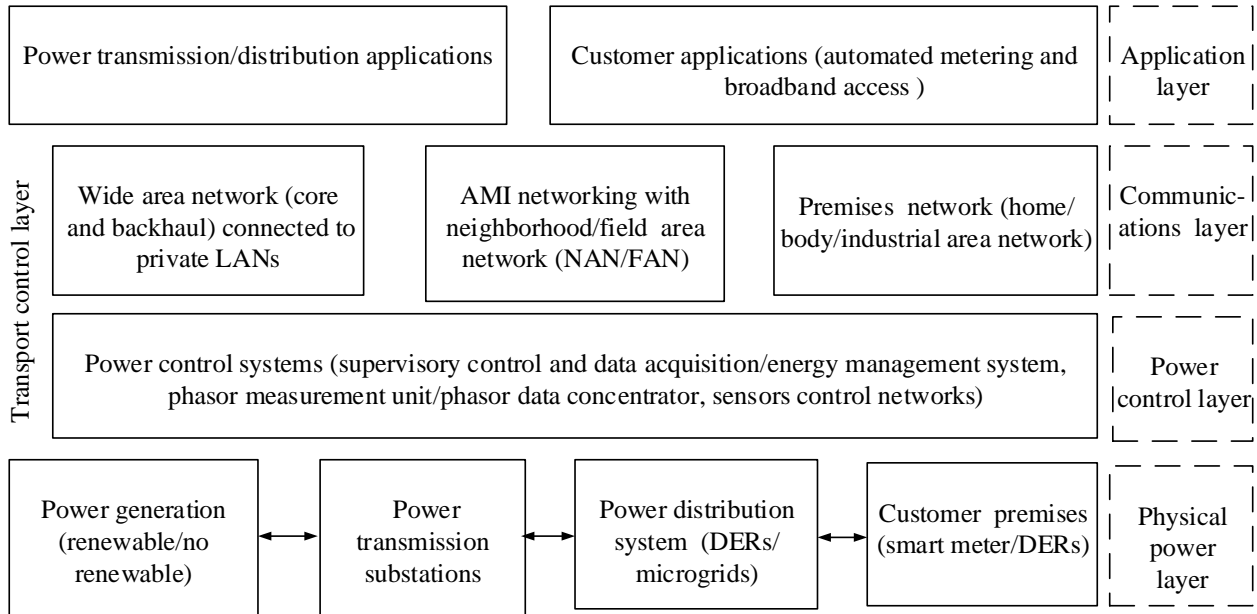 Power transmission/distribution applications
Customer applications (automated metering and
broadband access )
Application
layer
Transport control layer
Wide area network (core
and backhaul) connected to
private LANs
AMI networking with
neighborhood/field area
network (NAN/FAN)
Premises network (home/
body/industrial area network)
Communic-
ations layer
Power control systems (supervisory control and data acquisition/energy management system,
phasor measurement unit/phasor data concentrator, sensors control networks)
Power
control layer
Power generation
(renewable/no
renewable)
Power
transmission
substations
Power distribution
system (DERs/
microgrids)
Customer premises
(smart meter/DERs)
Physical
power
layer